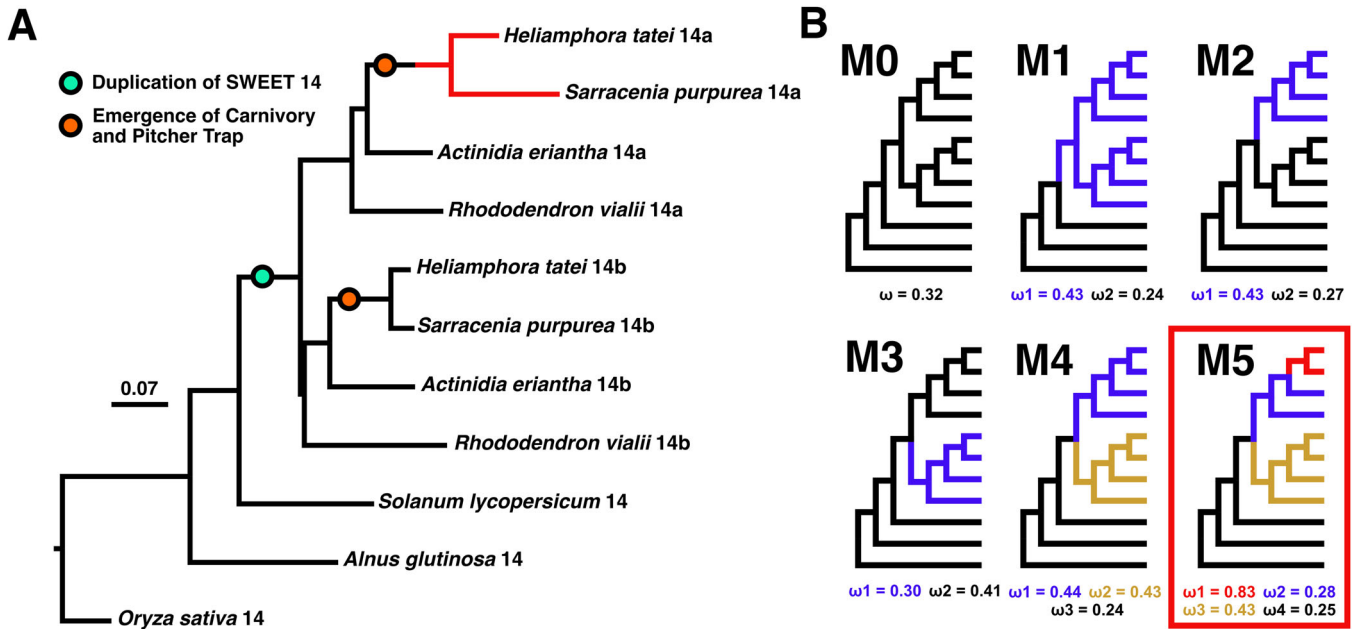 A
Duplication of SWEET 14
Emergence of Carnivory
and Pitcher Trap
Heliamphora tatei 14a
Sarracenia purpurea 14a
Actinidia eriantha 14a
Rhododendron vialii 14a
Heliamphora tatei 14b
Sarracenia purpurea 14b
Actinidia eriantha 14b
Rhododendron vialii 14b
Solanum lycopersicum 14
Alnus glutinosa 14
Oryza sativa 14
0.07
B
M0
ω = 0.32
M1
ω1 = 0.43 ω2 = 0.24
M2
ω1 = 0.43 ω2 = 0.27
M3
ω1 = 0.30 ω2 = 0.41
M4
ω1 = 0.44 ω2 = 0.43
ω3 = 0.24
M5
ω1 = 0.83 ω2 = 0.28
ω3 = 0.43 ω4 = 0.25